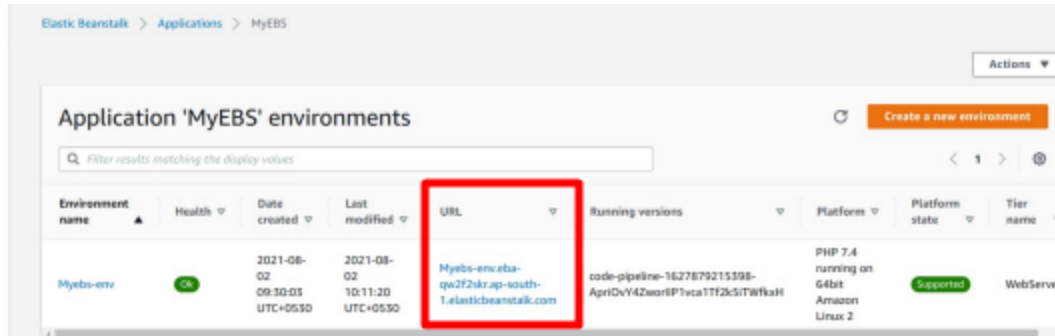 Elastic Beanstalk > Applications > MyEBS
Actions
Application 'MyEBS' environments
Create a new environment
Filter results matching the display values
< 1 >
Environment name
Health
Date created
Last modified
URL
Running versions
Platform
Platform state
Tier name
Myebs-env
Ok
2021-08-
02
09:30:03
UTC+0530
2021-08-
02
10:11:20
UTC+0530
Myebs-env.eba-
qw2f2skr.ap-south-
1.elasticbeanstalk.com
code-pipeline-1627879215398-
PHP 7.4
running on
64bit
Amazon
Linux 2
Supported
WebServe